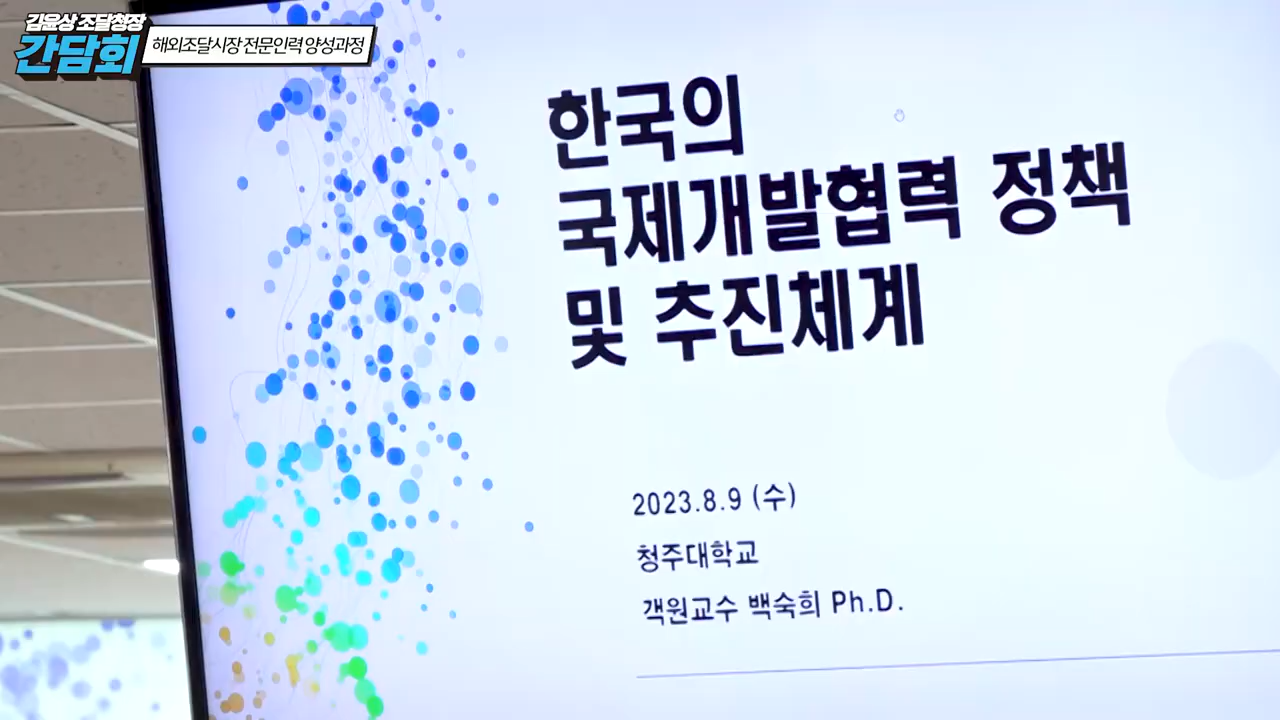 김윤상 조달청장
간담회
해외조달시장 전문인력 양성과정
한국의
국제개발협력 정책
및 추진체계
2023.8.9 (수)
청주대학교
객원교수 백숙희 Ph.D.